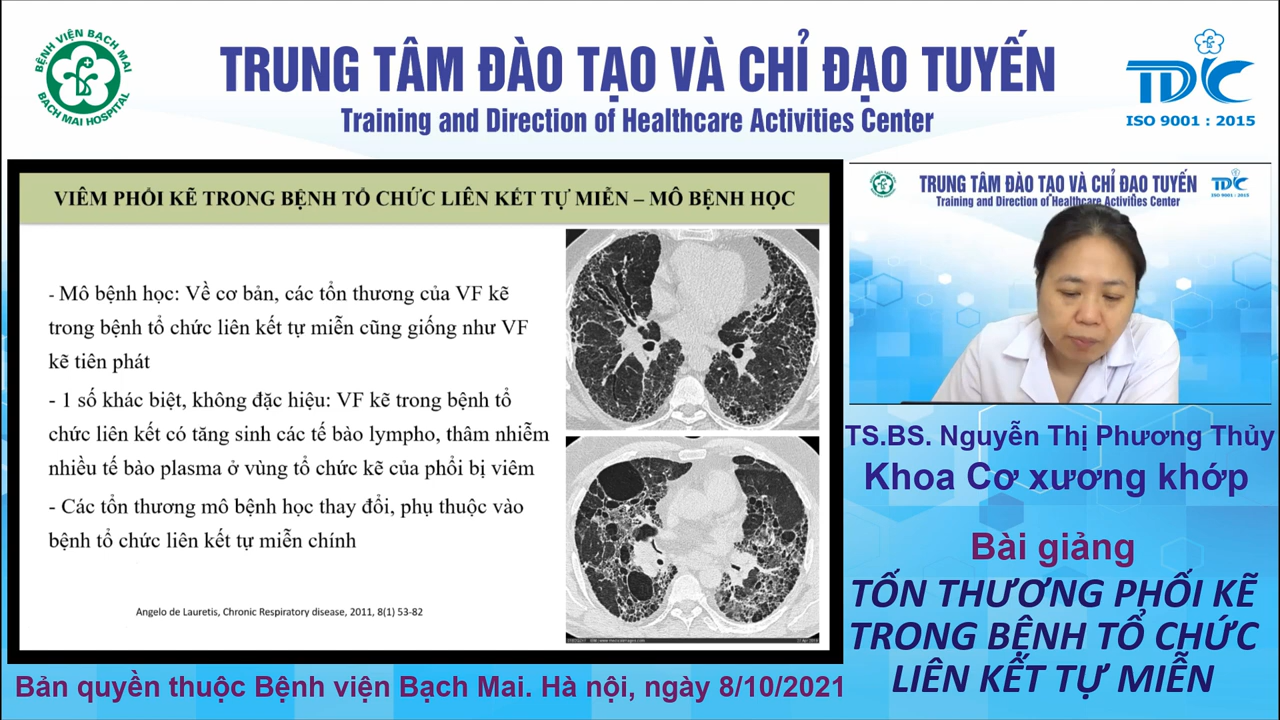 BỆNH VIỆN BẠCH MAI
BACH MAI HOSPITAL
TRUNG TÂM ĐÀO TẠO VÀ CHỈ ĐẠO TUYẾN
Training and Direction of Healthcare Activities Center
TDC
ISO 9001 : 2015
VIÊM PHỔI KẼ TRONG BỆNH TỔ CHỨC LIÊN KẾT TỰ MIỄN – MÔ BỆNH HỌC
- Mô bệnh học: Về cơ bản, các tổn thương của VF kẽ
trong bệnh tổ chức liên kết tự miễn cũng giống như VF
kẽ tiên phát
- 1 số khác biệt, không đặc hiệu: VF kẽ trong bệnh tổ
chức liên kết có tăng sinh các tế bào lympho, thâm nhiễm
nhiều tế bào plasma ở vùng tổ chức kẽ của phổi bị viêm
- Các tổn thương mô bệnh học thay đổi, phụ thuộc vào
bệnh tổ chức liên kết tự miễn chính
Angelo de Lauretis, Chronic Respiratory disease, 2011, 8(1) 53-82
TRUNG TÂM ĐÀO TẠO VÀ CHỈ ĐẠO TUYẾN
Training and Direction of Healthcare Activities Center
TDC
ISO 9001 : 2015
TS.BS. Nguyễn Thị Phương Thủy
Khoa Cơ xương khớp
Bài giảng
TỐN THƯƠNG PHỐI KẼ
TRONG BỆNH TỔ CHỨC
LIÊN KẾT TỰ MIỄN
Bản quyền thuộc Bệnh viện Bạch Mai. Hà nội, ngày 8/10/2021